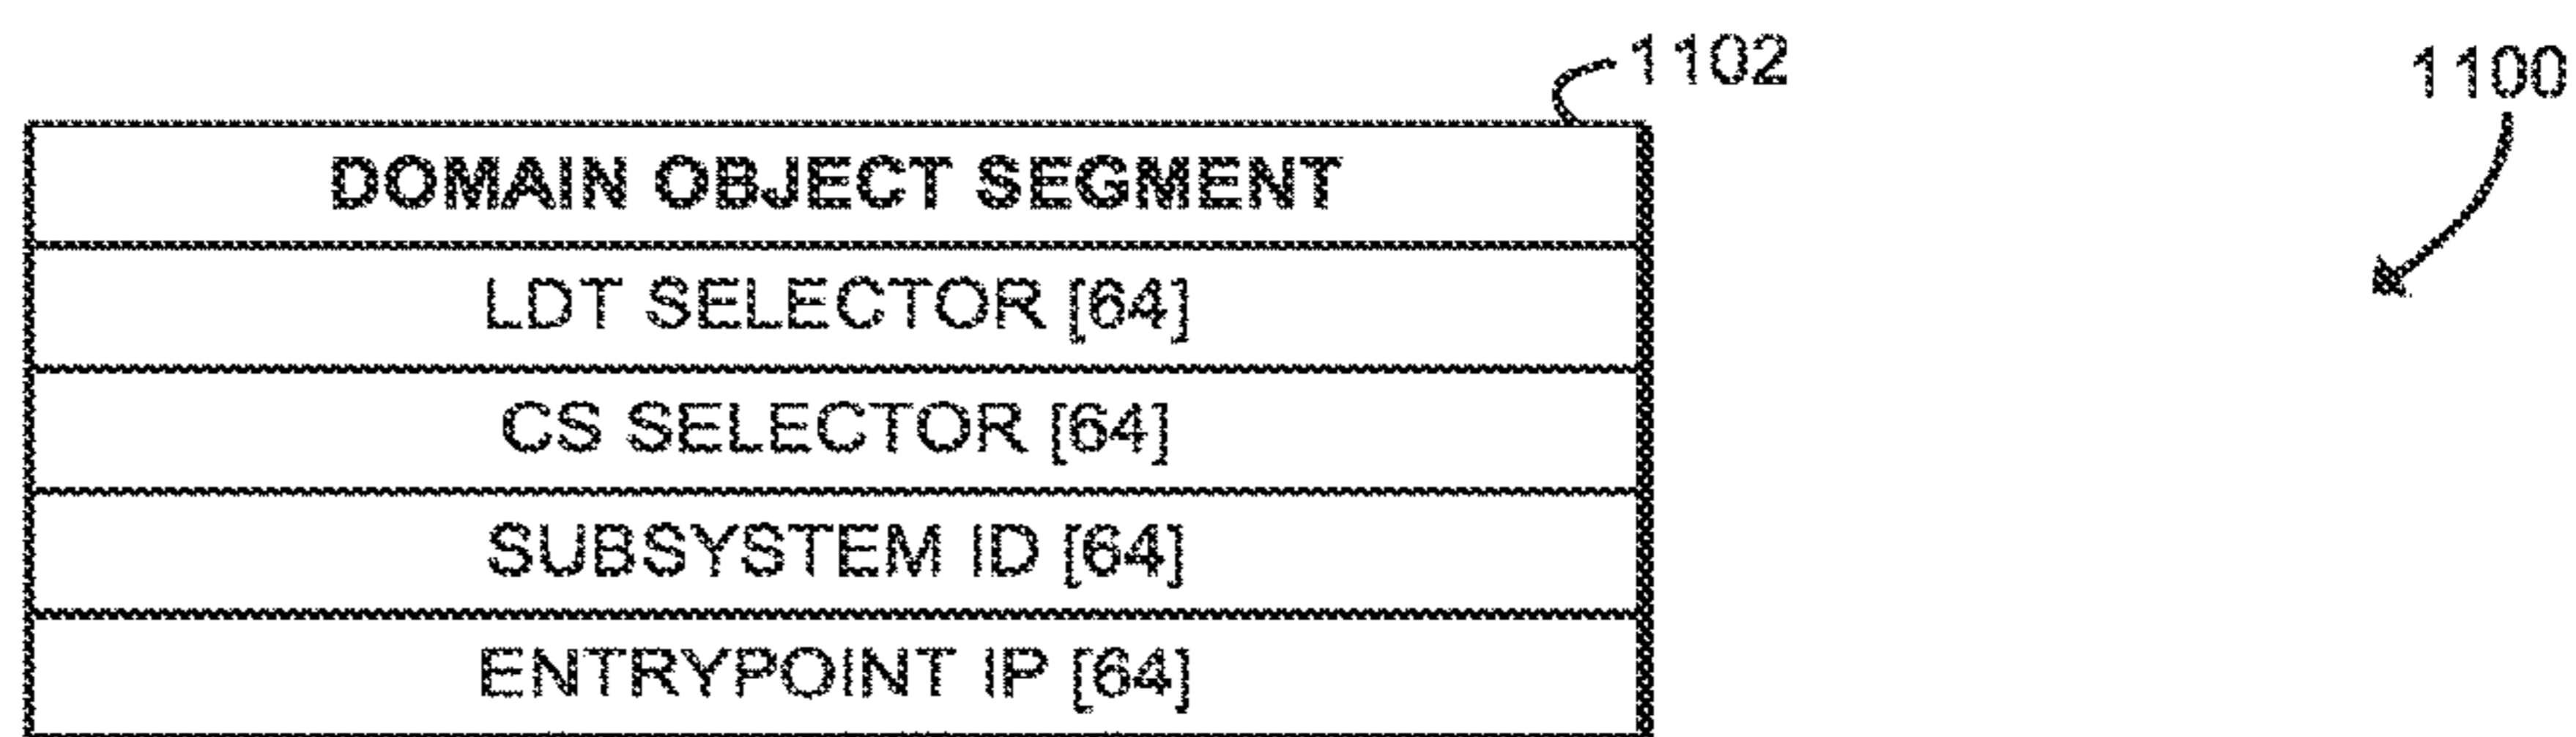 1102
1100
DOMAIN OBJECT SEGMENT
LDT SELECTOR [64]
CS SELECTOR [64]
SUBSYSTEM ID [64]
ENTRYPOINT IP [64]